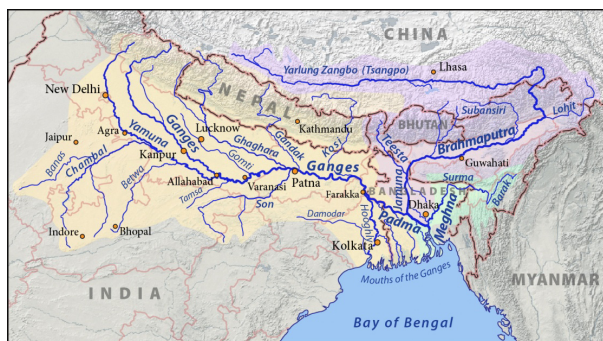 CHINA
Yarlung Zangbo (Tsangpo)
Lhasa
New Delhi
NEPAL
Subansiri
Lohit
Jaipur
Agra
Yamuna
Ganges
Lucknow
Kathmandu
BHUTAN
Brahmaputra
Ghaghara
Gandak
Kosi
Teesta
Guwahati
Banas
Chambal
Kanpur
Gomti
Ganges
Surma
Betwa
Allahabad
Varanasi
Patna
Farakka
BANGLADESH
Jamuna
Barak
Tamsa
Son
Dhaka
Meghna
Damodar
Hooghly
Padma
Indore
Bhopal
Kolkata
Mouths of the Ganges
INDIA
MYANMAR
Bay of Bengal